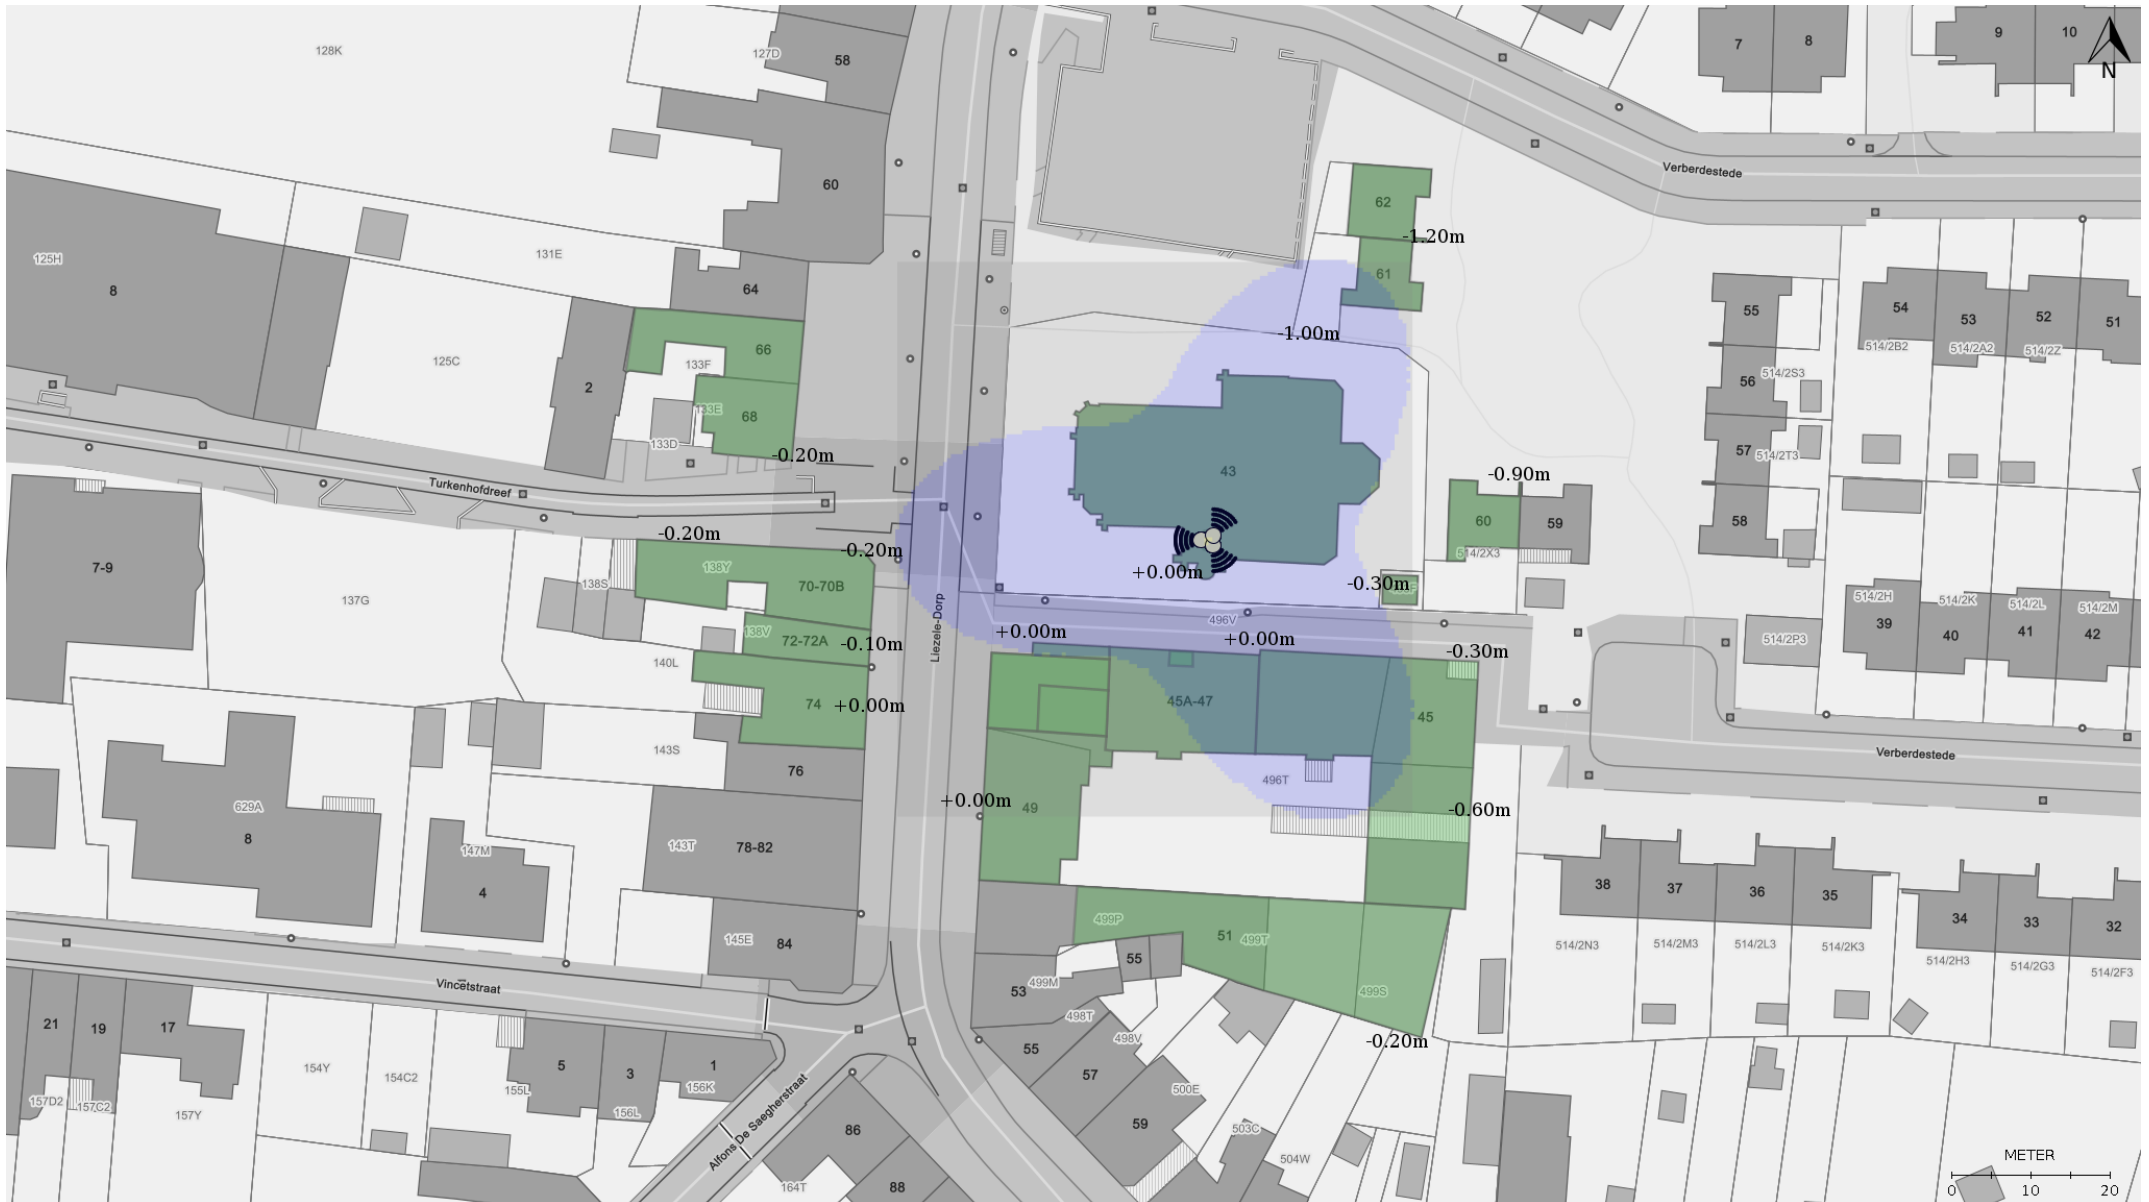 128K
127D
58
7
8
9
10
N
60
Verberdestede
62
-1.20m
125H
8
131E
64
61
55
54
53
52
51
-1.00m
514/2B2
514/2A2
514/2Z
125C
66
133F
2
56
514/2S3
133E
68
133D
-0.20m
43
57
514/2T3
-0.90m
Turkenhofdreef
60
59
58
-0.20m
-0.20m
514/2X3
7-9
138Y
70-70B
138S
+0.00m
-0.30m
137G
514/2H
514/2K
514/2L
514/2M
39
40
41
42
Liezele-Dorp
496V
138V
72-72A
-0.10m
+0.00m
+0.00m
-0.30m
514/2P3
140L
74
+0.00m
45A-47
45
143S
Verberdestede
76
496T
629A
8
+0.00m
49
-0.60m
147M
4
143T
78-82
38
37
36
35
34
33
32
499P
51
499T
145E
84
55
514/2N3
514/2M3
514/2L3
514/2K3
514/2H3
514/2G3
514/2F3
Vincetstraat
53
499M
499S
498T
498V
-0.20m
21
19
17
5
3
1
55
57
154Y
154C2
155L
156K
156L
157D2
157C2
157Y
500E
59
Alfons De Saegherstraat
86
503C
504W
METER
164T
88
0
10
20